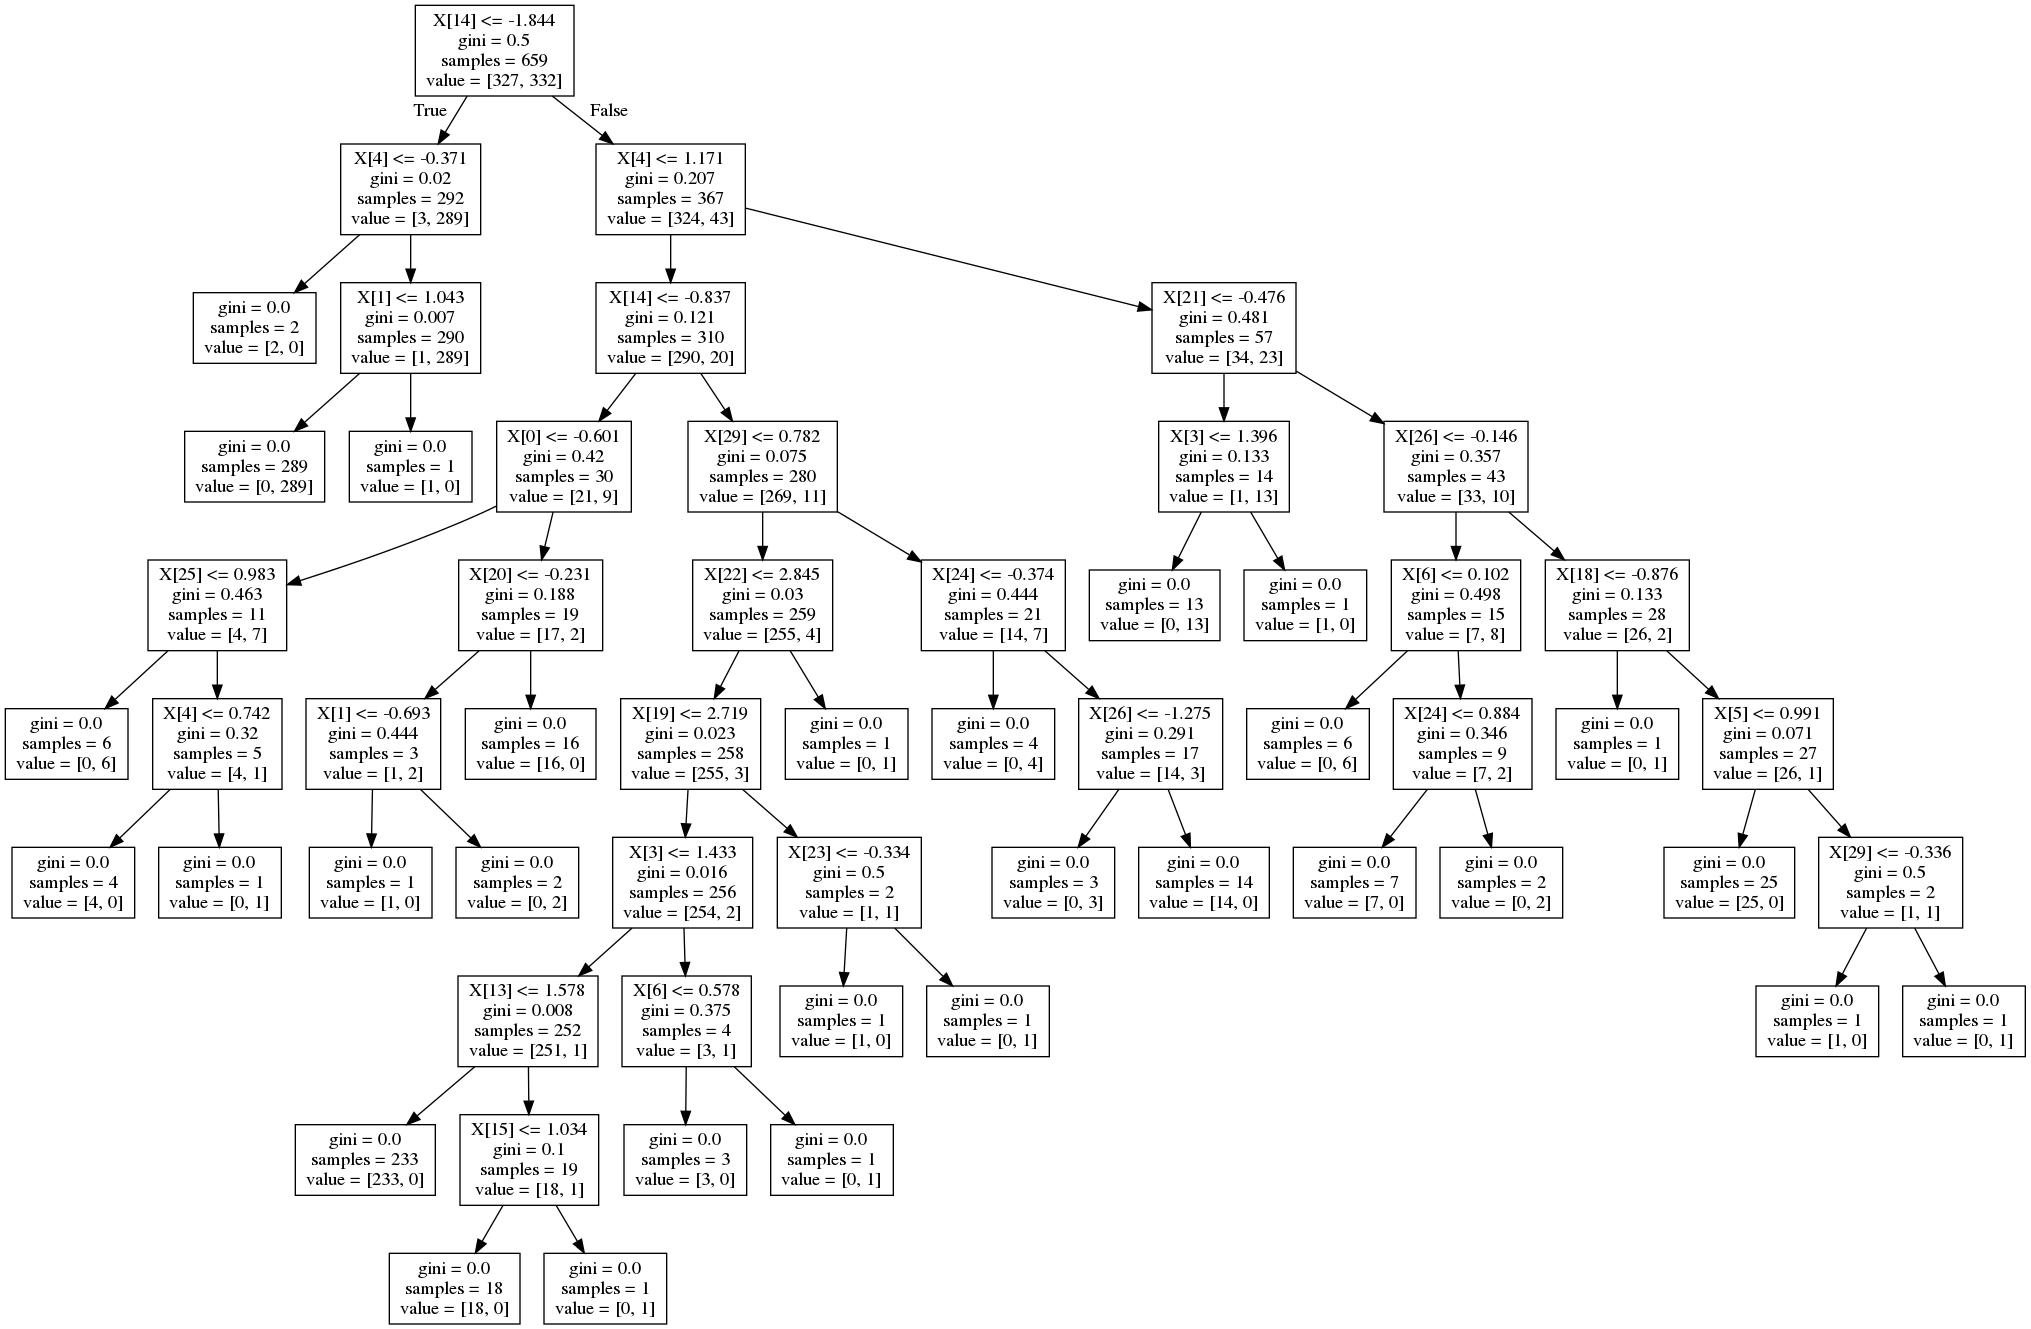 X[14] <= -1.844
gini = 0.5
samples = 659
value = [327, 332]
True
False
X[4] <= -0.371
gini = 0.02
samples = 292
value = [3, 289]
X[4] <= 1.171
gini = 0.207
samples = 367
value = [324, 43]
gini = 0.0
samples = 2
value = [2, 0]
X[1] <= 1.043
gini = 0.007
samples = 290
value = [1, 289]
X[14] <= -0.837
gini = 0.121
samples = 310
value = [290, 20]
X[21] <= -0.476
gini = 0.481
samples = 57
value = [34, 23]
gini = 0.0
samples = 289
value = [0, 289]
gini = 0.0
samples = 1
value = [1, 0]
X[0] <= -0.601
gini = 0.42
samples = 30
value = [21, 9]
X[29] <= 0.782
gini = 0.075
samples = 280
value = [269, 11]
X[3] <= 1.396
gini = 0.133
samples = 14
value = [1, 13]
X[26] <= -0.146
gini = 0.357
samples = 43
value = [33, 10]
X[25] <= 0.983
gini = 0.463
samples = 11
value = [4, 7]
X[20] <= -0.231
gini = 0.188
samples = 19
value = [17, 2]
X[22] <= 2.845
gini = 0.03
samples = 259
value = [255, 4]
X[24] <= -0.374
gini = 0.444
samples = 21
value = [14, 7]
gini = 0.0
samples = 13
value = [0, 13]
gini = 0.0
samples = 1
value = [1, 0]
X[6] <= 0.102
gini = 0.498
samples = 15
value = [7, 8]
X[18] <= -0.876
gini = 0.133
samples = 28
value = [26, 2]
gini = 0.0
samples = 6
value = [0, 6]
X[4] <= 0.742
gini = 0.32
samples = 5
value = [4, 1]
X[1] <= -0.693
gini = 0.444
samples = 3
value = [1, 2]
gini = 0.0
samples = 16
value = [16, 0]
X[19] <= 2.719
gini = 0.023
samples = 258
value = [255, 3]
gini = 0.0
samples = 1
value = [0, 1]
gini = 0.0
samples = 4
value = [0, 4]
X[26] <= -1.275
gini = 0.291
samples = 17
value = [14, 3]
gini = 0.0
samples = 6
value = [0, 6]
X[24] <= 0.884
gini = 0.346
samples = 9
value = [7, 2]
gini = 0.0
samples = 1
value = [0, 1]
X[5] <= 0.991
gini = 0.071
samples = 27
value = [26, 1]
gini = 0.0
samples = 4
value = [4, 0]
gini = 0.0
samples = 1
value = [0, 1]
gini = 0.0
samples = 1
value = [1, 0]
gini = 0.0
samples = 2
value = [0, 2]
X[3] <= 1.433
gini = 0.016
samples = 256
value = [254, 2]
X[23] <= -0.334
gini = 0.5
samples = 2
value = [1, 1]
gini = 0.0
samples = 3
value = [0, 3]
gini = 0.0
samples = 14
value = [14, 0]
gini = 0.0
samples = 7
value = [7, 0]
gini = 0.0
samples = 2
value = [0, 2]
gini = 0.0
samples = 25
value = [25, 0]
X[29] <= -0.336
gini = 0.5
samples = 2
value = [1, 1]
X[13] <= 1.578
gini = 0.008
samples = 252
value = [251, 1]
X[6] <= 0.578
gini = 0.375
samples = 4
value = [3, 1]
gini = 0.0
samples = 1
value = [1, 0]
gini = 0.0
samples = 1
value = [0, 1]
gini = 0.0
samples = 1
value = [1, 0]
gini = 0.0
samples = 1
value = [0, 1]
gini = 0.0
samples = 233
value = [233, 0]
X[15] <= 1.034
gini = 0.1
samples = 19
value = [18, 1]
gini = 0.0
samples = 3
value = [3, 0]
gini = 0.0
samples = 1
value = [0, 1]
gini = 0.0
samples = 18
value = [18, 0]
gini = 0.0
samples = 1
value = [0, 1]